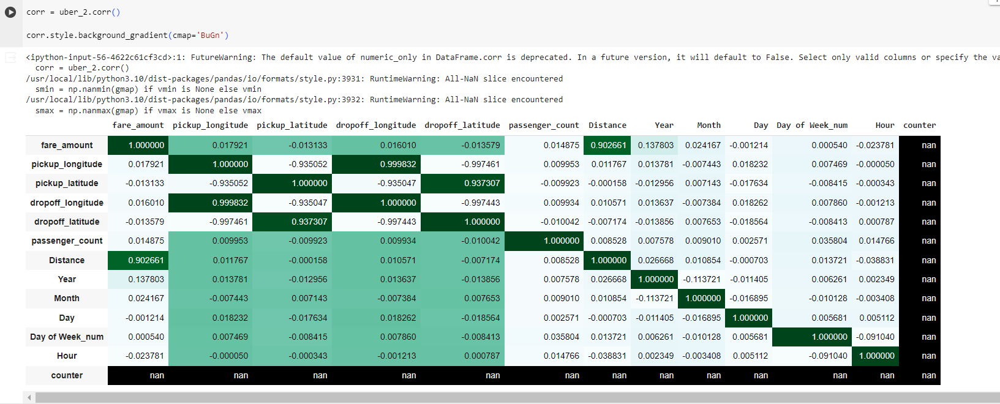 corr = uber_2.corr()
corr.style.background_gradient(cmap='BuGn')
<ipython-input-56-4622c61cf3cd>:1: FutureWarning: The default value of numeric_only in DataFrame.corr is deprecated. In a future version, it will default to False. Select only valid columns or specify the va
corr = uber_2.corr()
/usr/local/lib/python3.10/dist-packages/pandas/io/formats/style.py:3931: RuntimeWarning: All-NaN slice encountered
smin = np.nanmin(gmap) if vmin is None else vmin
/usr/local/lib/python3.10/dist-packages/pandas/io/formats/style.py:3932: RuntimeWarning: All-NaN slice encountered
smax = np.nanmax(gmap) if vmax is None else vmax
fare_amount pickup_longitude pickup_latitude dropoff_longitude dropoff_latitude passenger_count Distance Year Month Day Day of Week_num Hour counter
fare_amount 1.000000 0.017921 -0.013133 0.016010 -0.013579 0.014875 0.902661 0.137803 0.024167 -0.001214 0.000540 -0.023781 nan
pickup_longitude 0.017921 1.000000 -0.935052 0.999832 -0.997461 0.009953 0.011767 0.013781 -0.007443 0.018232 0.007469 -0.000050 nan
pickup_latitude -0.013133 -0.935052 1.000000 -0.935047 0.937307 -0.009923 -0.000158 -0.012956 0.007143 -0.017634 -0.008415 -0.000343 nan
dropoff_longitude 0.016010 0.999832 -0.935047 1.000000 -0.997443 0.009934 0.010571 0.013637 -0.007384 0.018262 0.007860 -0.001213 nan
dropoff_latitude -0.013579 -0.997461 0.937307 -0.997443 1.000000 -0.010042 -0.007174 -0.013856 0.007653 -0.018564 -0.008413 0.000787 nan
passenger_count 0.014875 0.009953 -0.009923 0.009934 -0.010042 1.000000 0.008528 0.007578 0.009010 0.002571 0.035804 0.014766 nan
Distance 0.902661 0.011767 -0.000158 0.010571 -0.007174 0.008528 1.000000 0.026668 0.010854 -0.000703 0.013721 -0.038831 nan
Year 0.137803 0.013781 -0.012956 0.013637 -0.013856 0.007578 0.026668 1.000000 -0.113721 -0.011405 0.006261 0.002349 nan
Month 0.024167 -0.007443 0.007143 -0.007384 0.007653 0.009010 0.010854 -0.113721 1.000000 -0.016895 -0.010128 -0.003408 nan
Day -0.001214 0.018232 -0.017634 0.018262 -0.018564 0.002571 -0.000703 -0.011405 -0.016895 1.000000 0.005681 0.005112 nan
Day of Week_num 0.000540 0.007469 -0.008415 0.007860 -0.008413 0.035804 0.013721 0.006261 -0.010128 0.005681 1.000000 -0.091040 nan
Hour -0.023781 -0.000050 -0.000343 -0.001213 0.000787 0.014766 -0.038831 0.002349 -0.003408 0.005112 -0.091040 1.000000 nan
counter nan nan nan nan nan nan nan nan nan nan nan nan nan